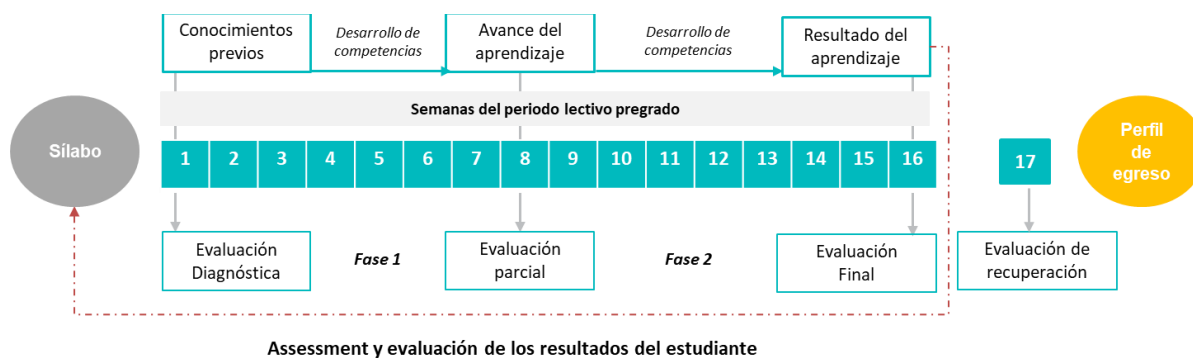 Conocimientos
previos
Desarrollo de
competencias
Avance del
aprendizaje
Desarrollo de
competencias
Resultado del
aprendizaje
Semanas del periodo lectivo pregrado
Sílabo
1 2 3 4 5 6 7 8 9 10 11 12 13 14 15 16
17
Perfil
de
egreso
Evaluación
Diagnóstica
Fase 1
Evaluación
parcial
Fase 2
Evaluación
Final
Evaluación de
recuperación
Assessment y evaluación de los resultados del estudiante